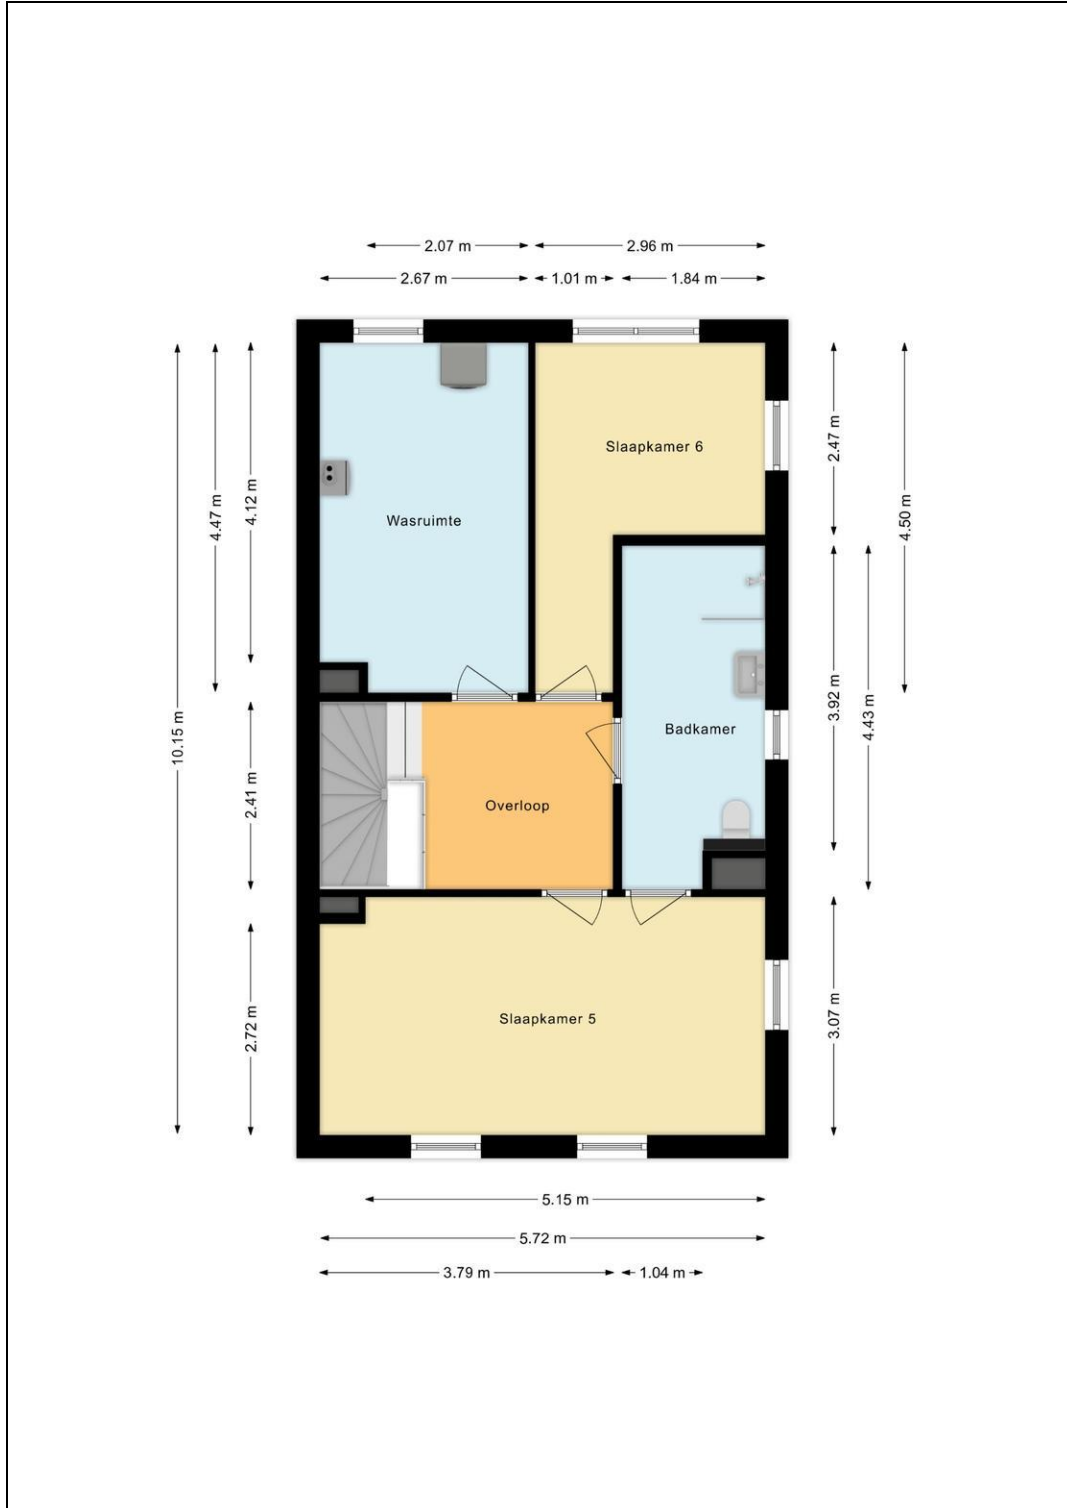 2.07 m
2.96 m
2.67 m
1.01 m
1.84 m
2.47 m
Slaapkamer 6
4.12 m
4.47 m
4.50 m
Wasruimte
3.92 m
4.43 m
10.15 m
Badkamer
2.41 m
Overloop
3.07 m
Slaapkamer 5
2.72 m
5.15 m
5.72 m
3.79 m
1.04 m